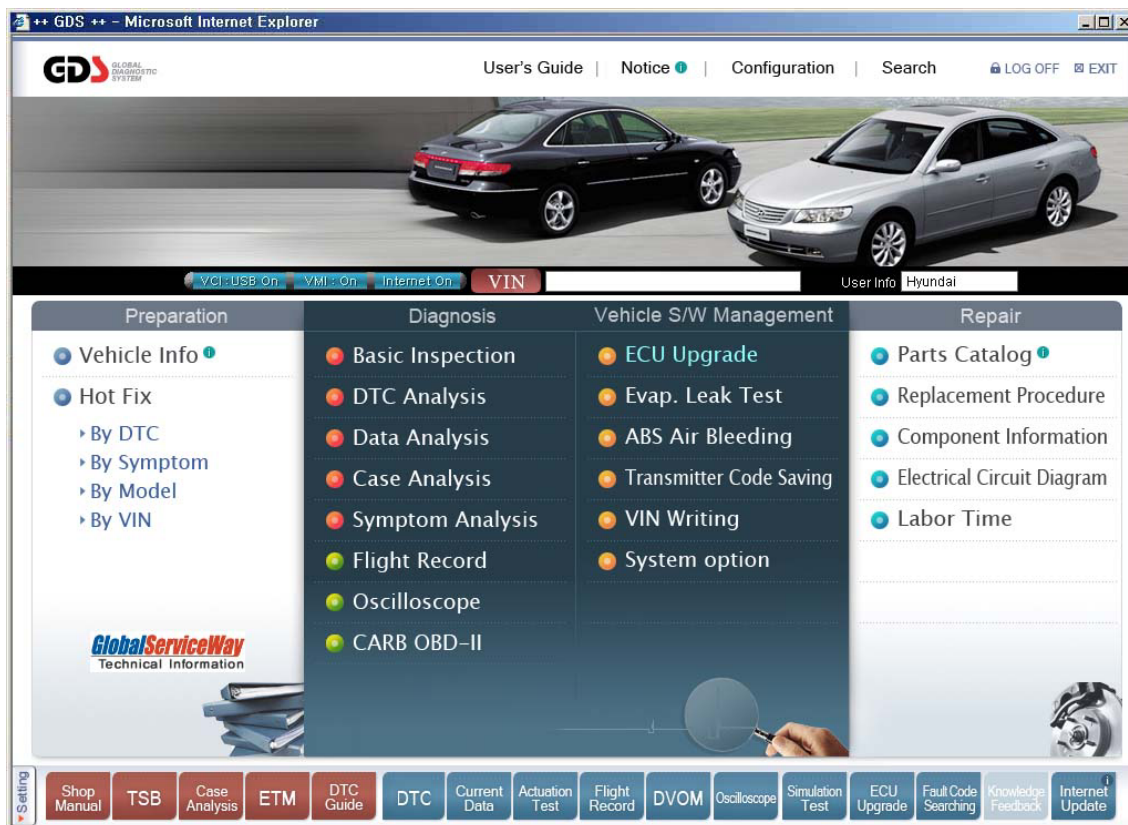 ++ GDS ++ - Microsoft Internet Explorer
GDS GLOBAL DIAGNOSTIC SYSTEM
User's Guide | Notice | Configuration | Search LOG OFF EXIT
VCI : USB On VMI : On Internet On VIN User Info Hyundai
Preparation Diagnosis Vehicle S/W Management Repair
Vehicle Info
Hot Fix
By DTC
By Symptom
By Model
By VIN
GlobalServiceWay
Technical Information
Basic Inspection
DTC Analysis
Data Analysis
Case Analysis
Symptom Analysis
Flight Record
Oscilloscope
CARB OBD-II
ECU Upgrade
Evap. Leak Test
ABS Air Bleeding
Transmitter Code Saving
VIN Writing
System option
Parts Catalog
Replacement Procedure
Component Information
Electrical Circuit Diagram
Labor Time
Setting
Shop Manual
TSB
Case Analysis
ETM
DTC Guide
DTC
Current Data
Actuation Test
Flight Record
DVOM
Oscilloscope
Simulation Test
ECU Upgrade
Fault Code Searching
Knowledge Feedback
Internet Update